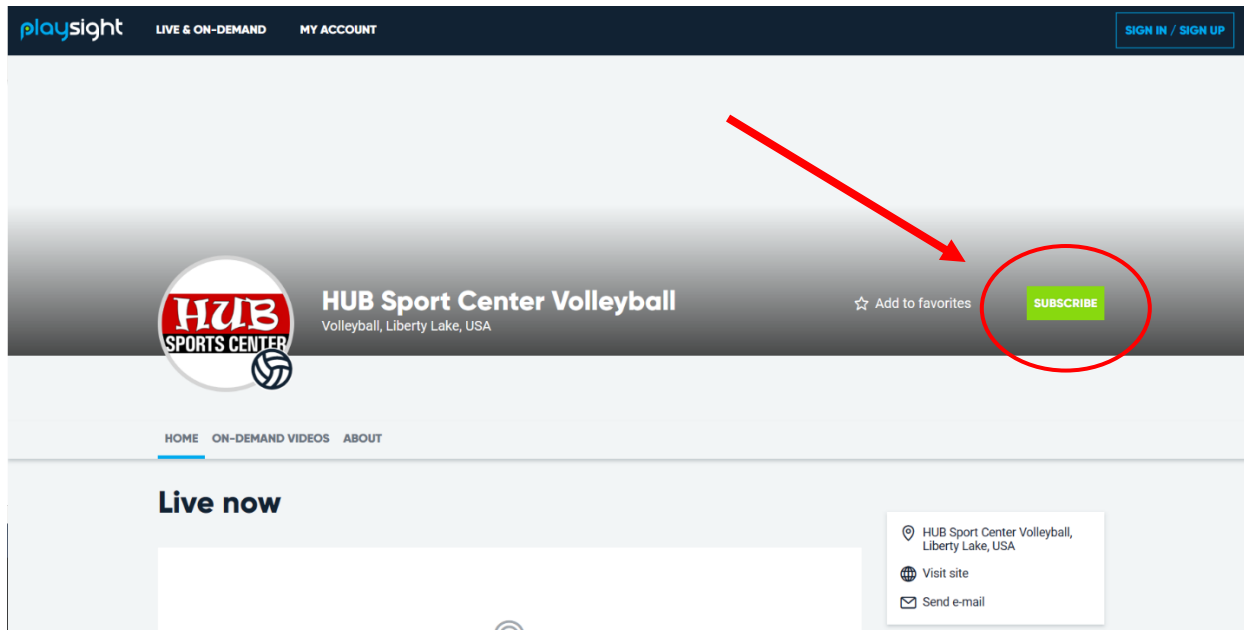 playsight LIVE & ON-DEMAND MY ACCOUNT SIGN IN / SIGN UP
HUB
SPORTS CENTER
HUB Sport Center Volleyball
Volleyball, Liberty Lake, USA
Add to favorites
SUBSCRIBE
HOME ON-DEMAND VIDEOS ABOUT
Live now
HUB Sport Center Volleyball,
Liberty Lake, USA
Visit site
Send e-mail